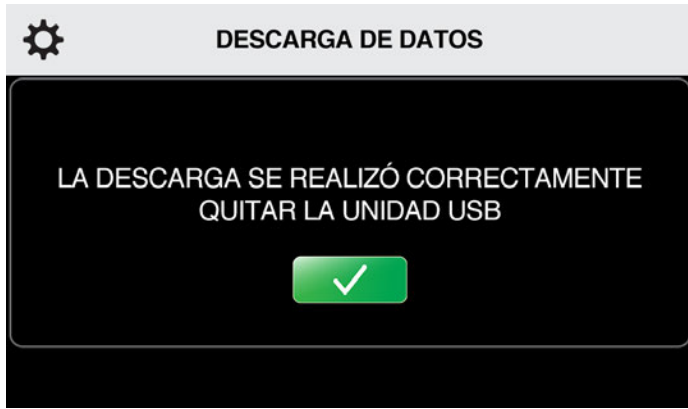 DESCARGA DE DATOS
LA DESCARGA SE REALIZÓ CORRECTAMENTE
QUITAR LA UNIDAD USB